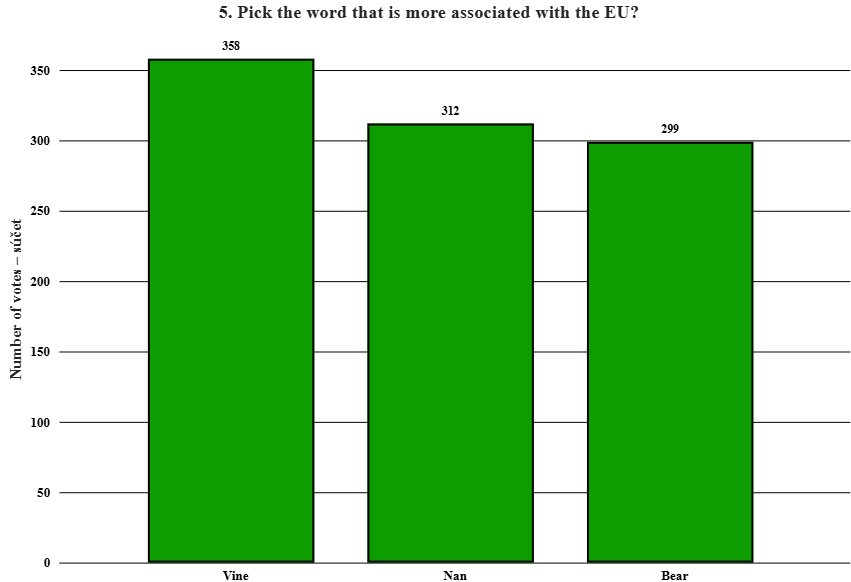 5. Pick the word that is more associated with the EU?
358
350
312
299
300
250
200
150
100
50
0
Number of votes – súčet
Vine
Nan
Bear